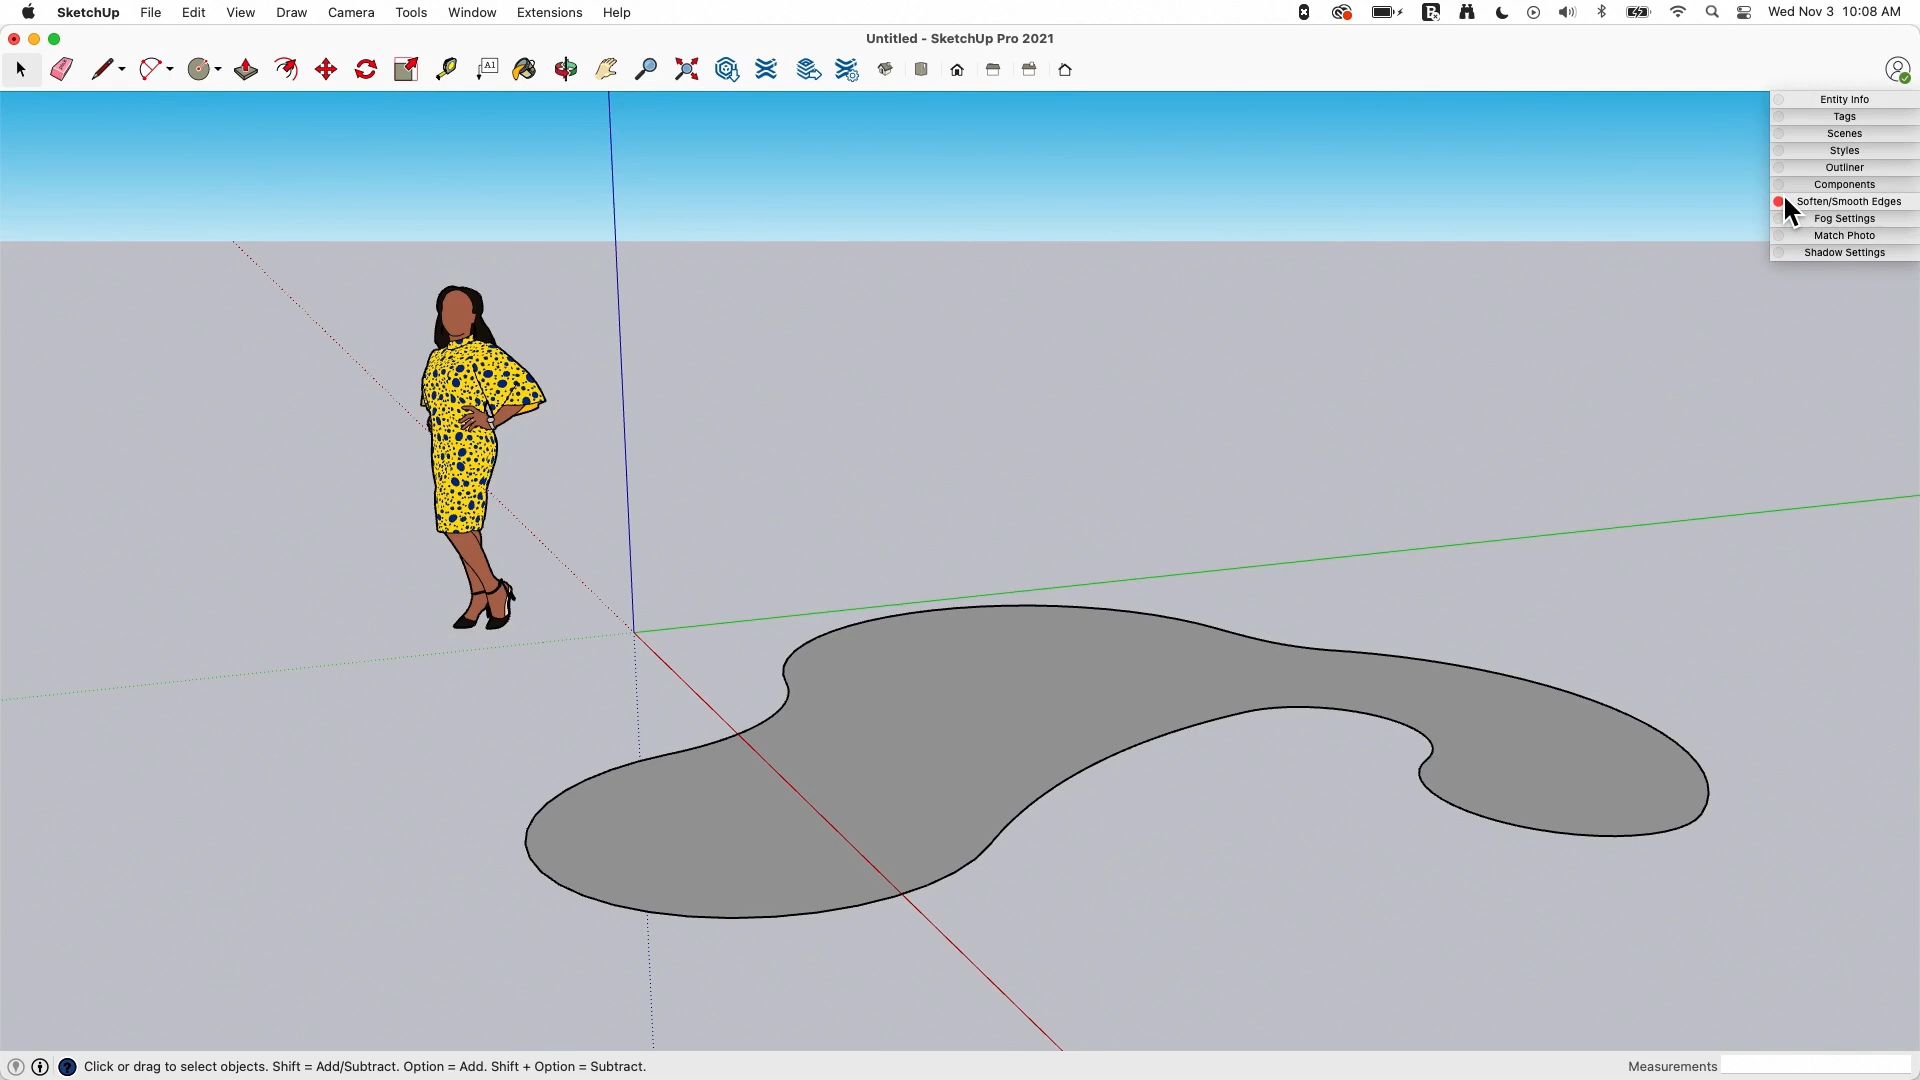 SketchUp File Edit View Draw Camera Tools Window Extensions Help Wed Nov 3 10:08 AM
Untitled - SketchUp Pro 2021
A1
Entity Info
Tags
Scenes
Styles
Outliner
Components
Soften/Smooth Edges
Fog Settings
Match Photo
Shadow Settings
Click or drag to select objects. Shift = Add/Subtract. Option = Add. Shift + Option = Subtract. Measurements